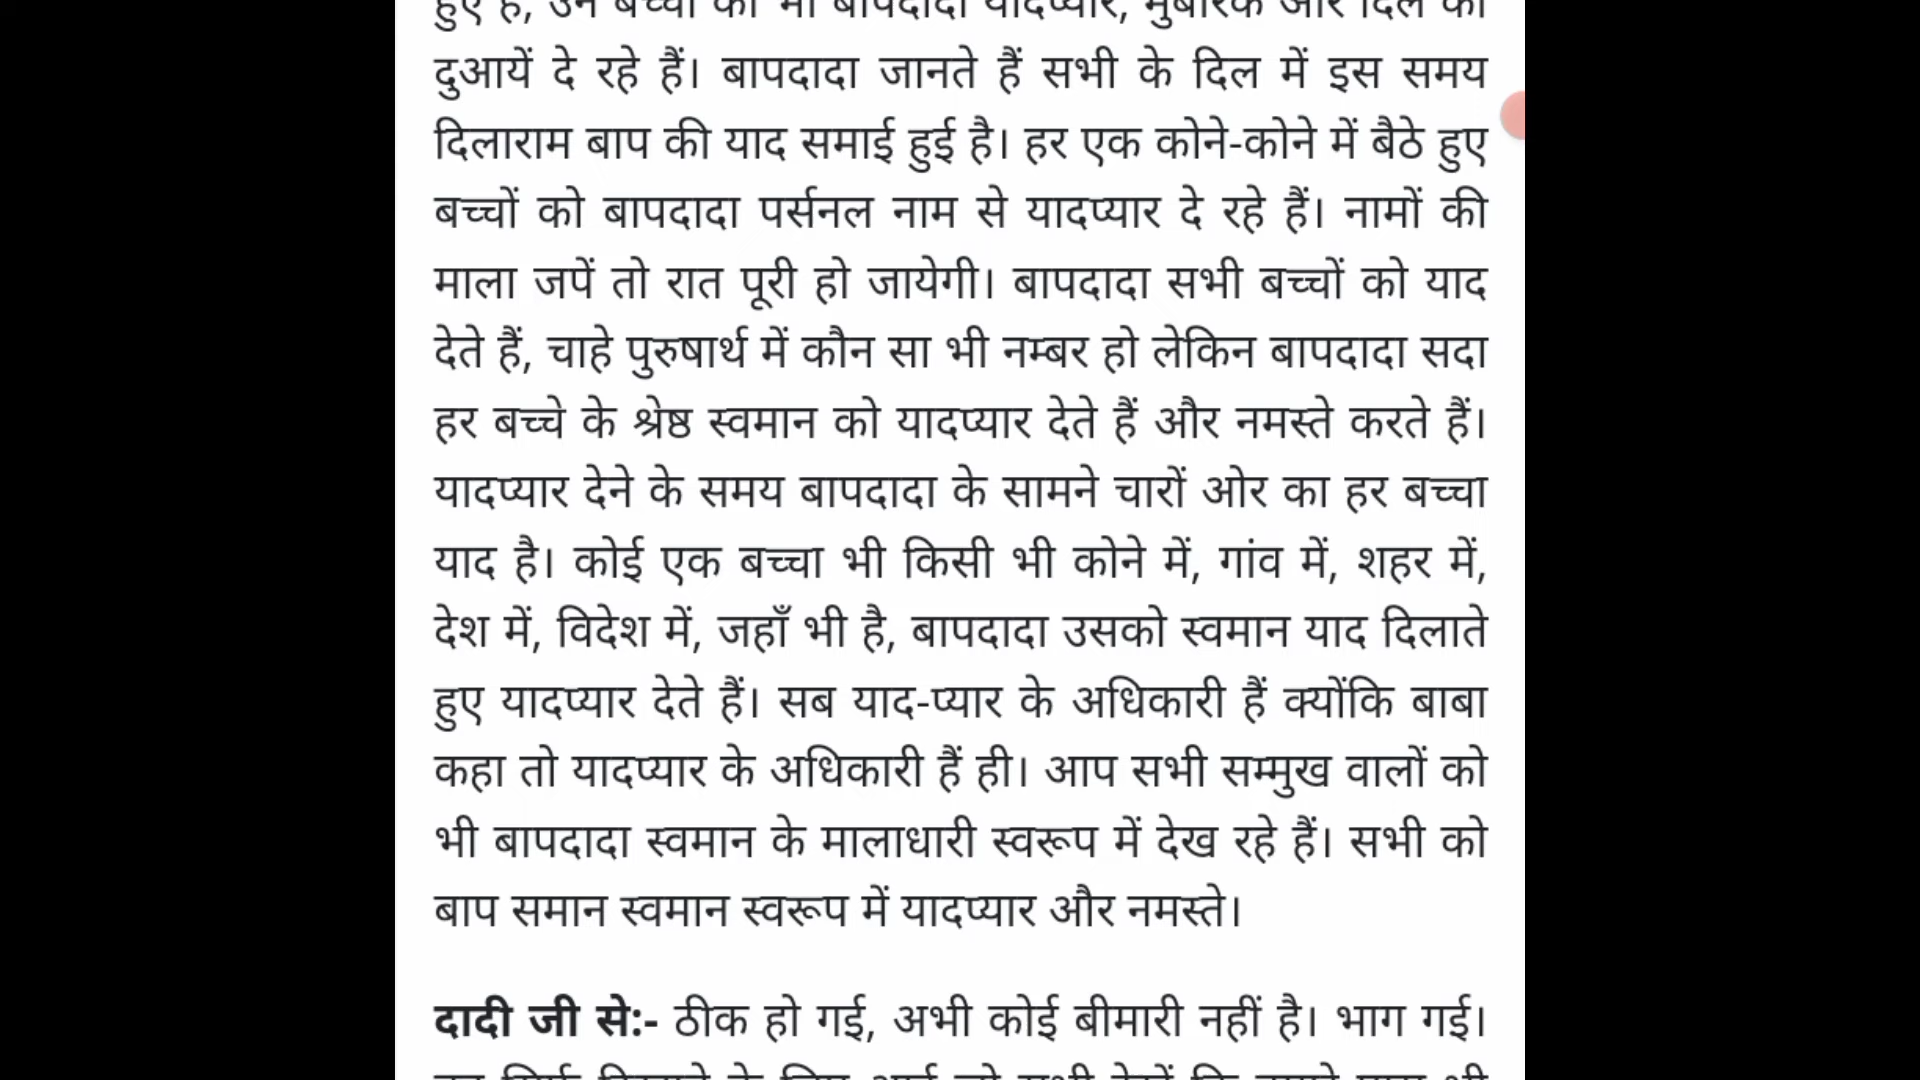 दुआयें दे रहे हैं। बापदादा जानते हैं सभी के दिल में इस समय
दिलाराम बाप की याद समाई हुई है। हर एक कोने-कोने में बैठे हुए
बच्चों को बापदादा पर्सनल नाम से यादप्यार दे रहे हैं। नामों की
माला जपें तो रात पूरी हो जायेगी। बापदादा सभी बच्चों को याद
देते हैं, चाहे पुरुषार्थ में कौन सा भी नम्बर हो लेकिन बापदादा सदा
हर बच्चे के श्रेष्ठ स्वमान को यादप्यार देते हैं और नमस्ते करते हैं।
यादप्यार देने के समय बापदादा के सामने चारों ओर का हर बच्चा
याद है। कोई एक बच्चा भी किसी भी कोने में, गांव में, शहर में,
देश में, विदेश में, जहाँ भी है, बापदादा उसको स्वमान याद दिलाते
हुए यादप्यार देते हैं। सब याद-प्यार के अधिकारी हैं क्योंकि बाबा
कहा तो यादप्यार के अधिकारी हैं ही। आप सभी सम्मुख वालों को
भी बापदादा स्वमान के मालाधारी स्वरूप में देख रहे हैं। सभी को
बाप समान स्वमान स्वरूप में यादप्यार और नमस्ते।
दादी जी से:- ठीक हो गई, अभी कोई बीमारी नहीं है। भाग गई।